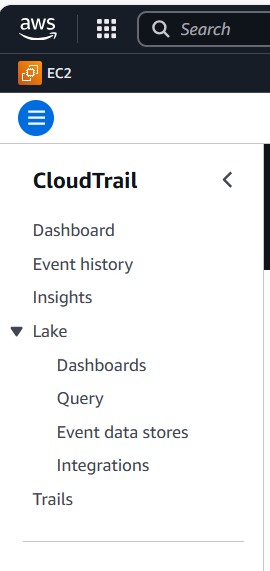 aws
Search
EC2
CloudTrail
Dashboard
Event history
Insights
Lake
Dashboards
Query
Event data stores
Integrations
Trails